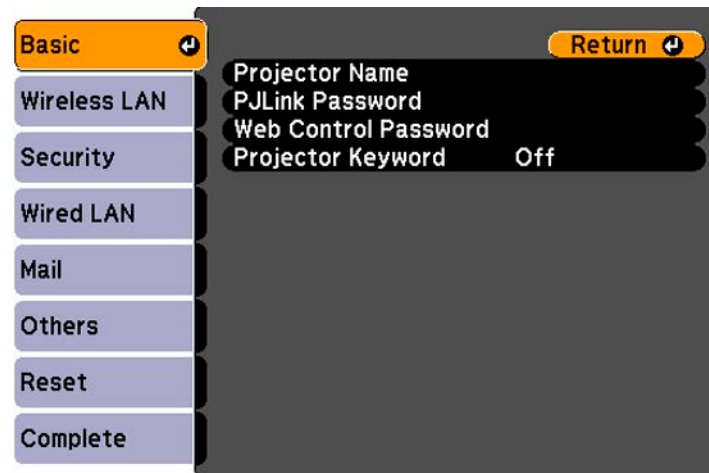 Basic
Wireless LAN
Security
Wired LAN
Mail
Others
Reset
Complete
Return
Projector Name
PJLink Password
Web Control Password
Projector Keyword Off